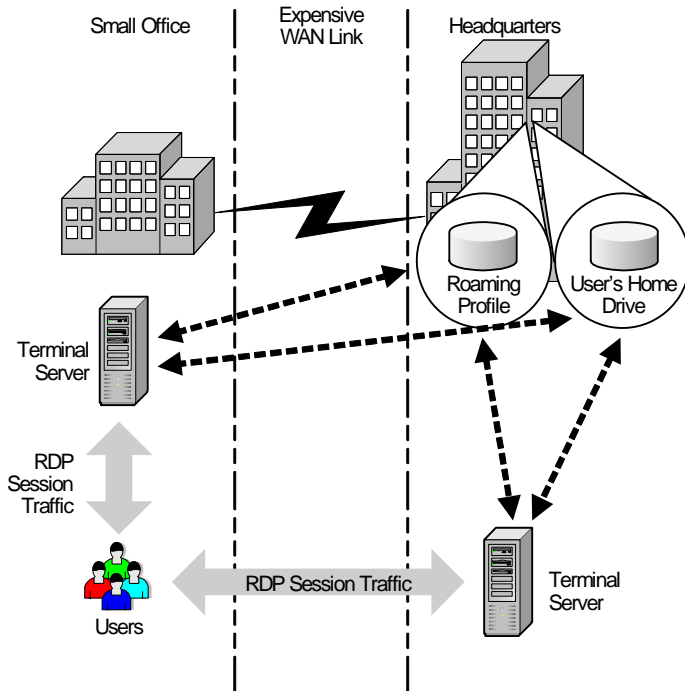 Small Office
Expensive
WAN Link
Headquarters
Roaming
Profile
User's Home
Drive
Terminal
Server
RDP
Session
Traffic
RDP Session Traffic
Users
Terminal
Server